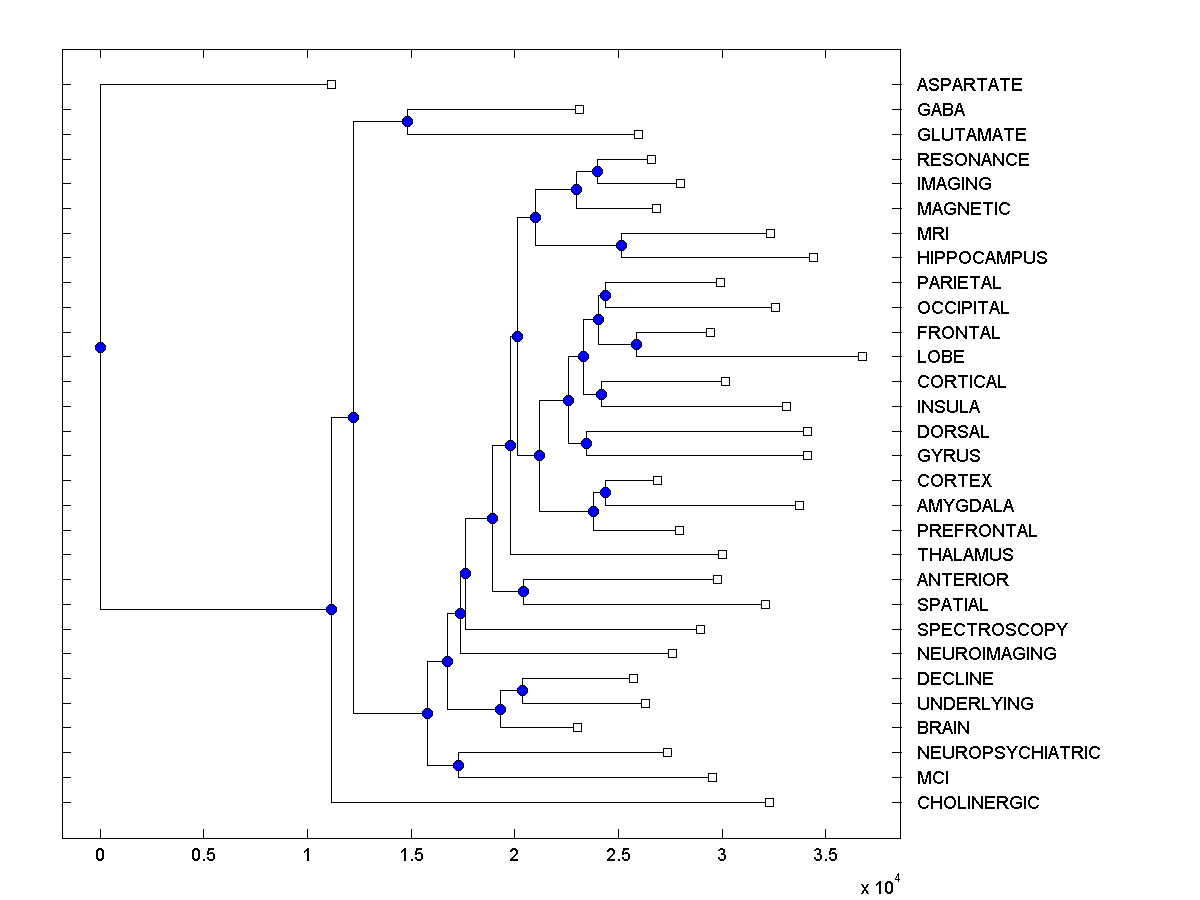 ASPARTATE
GABA
GLUTAMATE
RESONANCE
IMAGING
MAGNETIC
MRI
HIPPOCAMPUS
PARIETAL
OCCIPITAL
FRONTAL
LOBE
CORTICAL
INSULA
DORSAL
GYRUS
CORTEX
AMYGDALA
PREFRONTAL
THALAMUS
ANTERIOR
SPATIAL
SPECTROSCOPY
NEUROIMAGING
DECLINE
UNDERLYING
BRAIN
NEUROPSYCHIATRIC
MCI
CHOLINERGIC
0 0.5 1 1.5 2 2.5 3 3.5
x 10^4